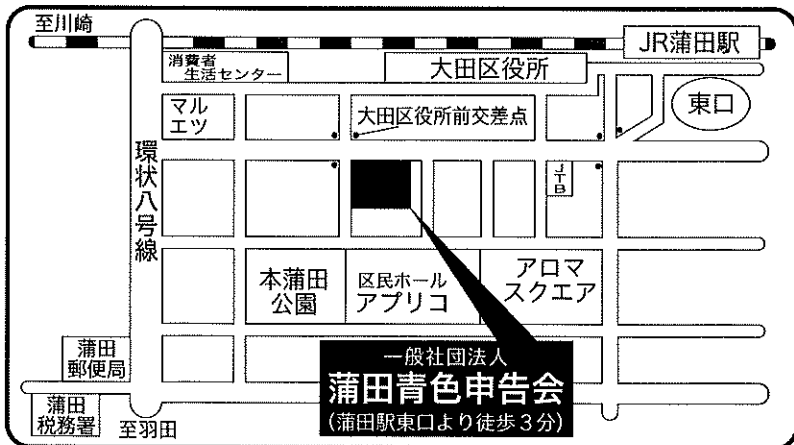 至川崎
JR蒲田駅
消費者
生活センター
大田区役所
東口
マル
エツ
大田区役所前交差点
環状八号線
JTB
本蒲田
公園
区民ホール
アプリコ
アロマ
スクエア
蒲田
郵便局
一般社団法人
蒲田青色申告会
(蒲田駅東口より徒歩3分)
蒲田
税務署
至羽田